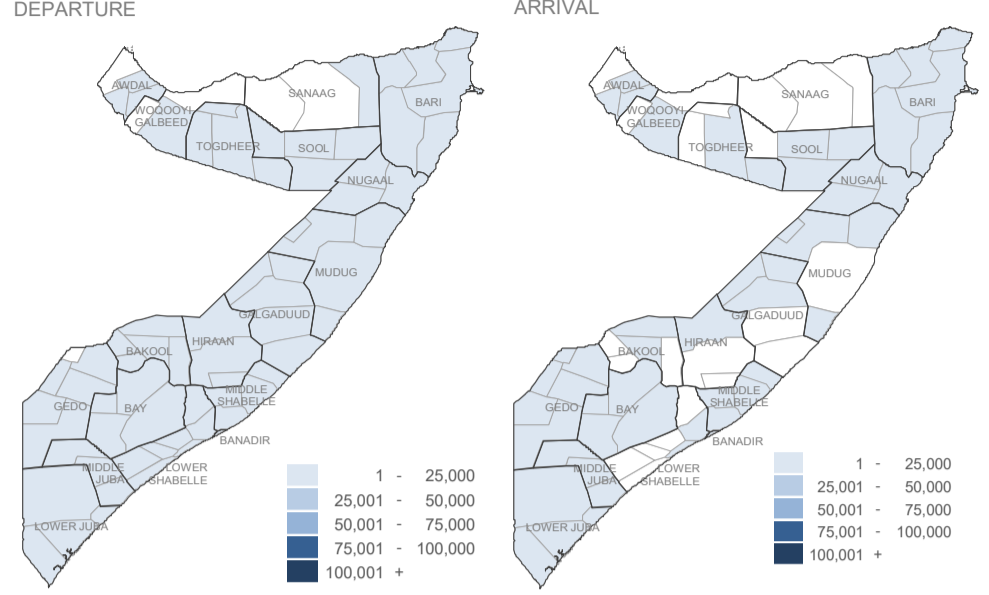 DEPARTURE
AWDAL
WOQOOYI
GALBEED
TOGDHEER
SANAAG
SOOL
BARI
NUGAAL
MUDUG
GALGADUUD
HIRAAN
BAKOOL
GEDO
BAY
MIDDLE
SHABELLE
BANADIR
MIDDLE
JUBA
LOWER
SHABELLE
LOWER JUBA
1 - 25,000
25,001 - 50,000
50,001 - 75,000
75,001 - 100,000
100,001 +
ARRIVAL
AWDAL
WOQOOYI
GALBEED
TOGDHEER
SANAAG
SOOL
BARI
NUGAAL
MUDUG
GALGADUUD
HIRAAN
BAKOOL
GEDO
BAY
MIDDLE
SHABELLE
BANADIR
MIDDLE
JUBA
LOWER
SHABELLE
LOWER JUBA
1 - 25,000
25,001 - 50,000
50,001 - 75,000
75,001 - 100,000
100,001 +